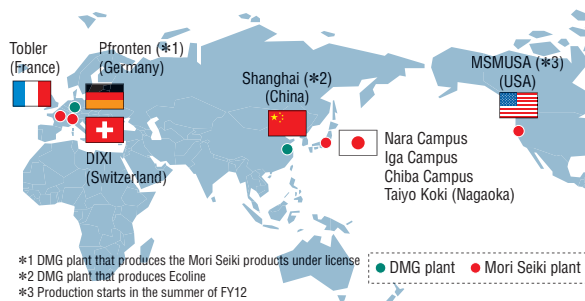 Tobler
(France)
Pfronten (∗1)
(Germany)
DIXI
(Switzerland)
Shanghai (∗2)
(China)
MSMUSA (∗3)
(USA)
Nara Campus
Iga Campus
Chiba Campus
Taiyo Koki (Nagaoka)
∗1 DMG plant that produces the Mori Seiki products under license
∗2 DMG plant that produces Ecoline
∗3 Production starts in the summer of FY12
DMG plant
Mori Seiki plant